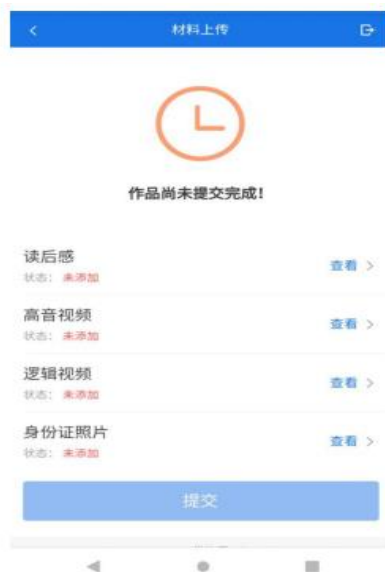 材料上传
作品尚未提交完成!
读后感
查看
状态: 未添加
高音视频
查看
状态: 未添加
逻辑视频
查看
状态: 未添加
身份证照片
查看
状态: 未添加
提交